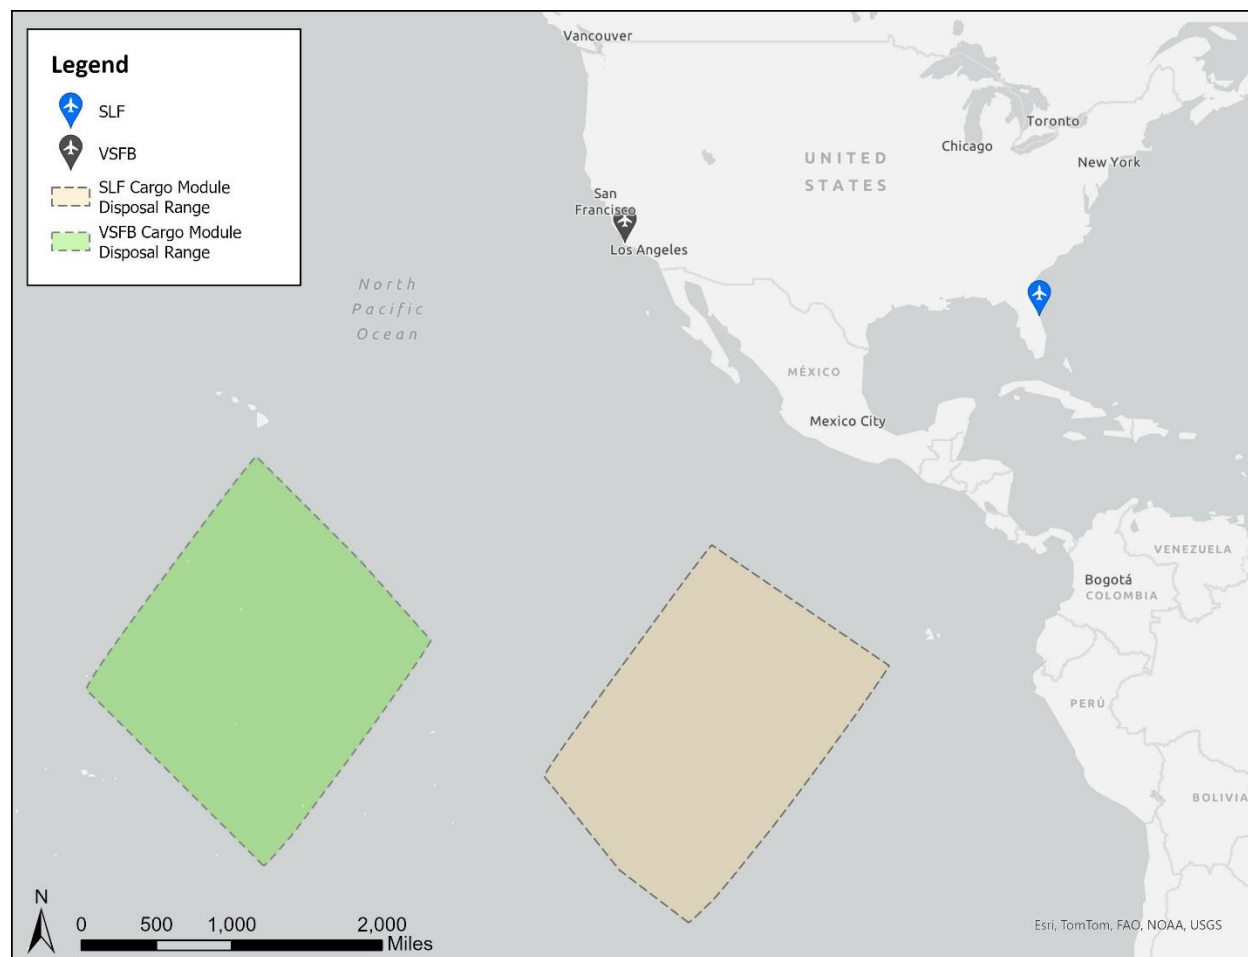 Legend
SLF
VSFB
SLF Cargo Module
Disposal Range
VSFB Cargo Module
Disposal Range
Vancouver
Toronto
Chicago
New York
UNITED
STATES
San
Francisco
Los Angeles
North
Pacific
Ocean
MÉXICO
Mexico City
VENEZUELA
Bogotá
COLOMBIA
PERÚ
BOLIVIA
N
0 500 1,000 2,000
Miles
Esri, TomTom, FAO, NOAA, USGS